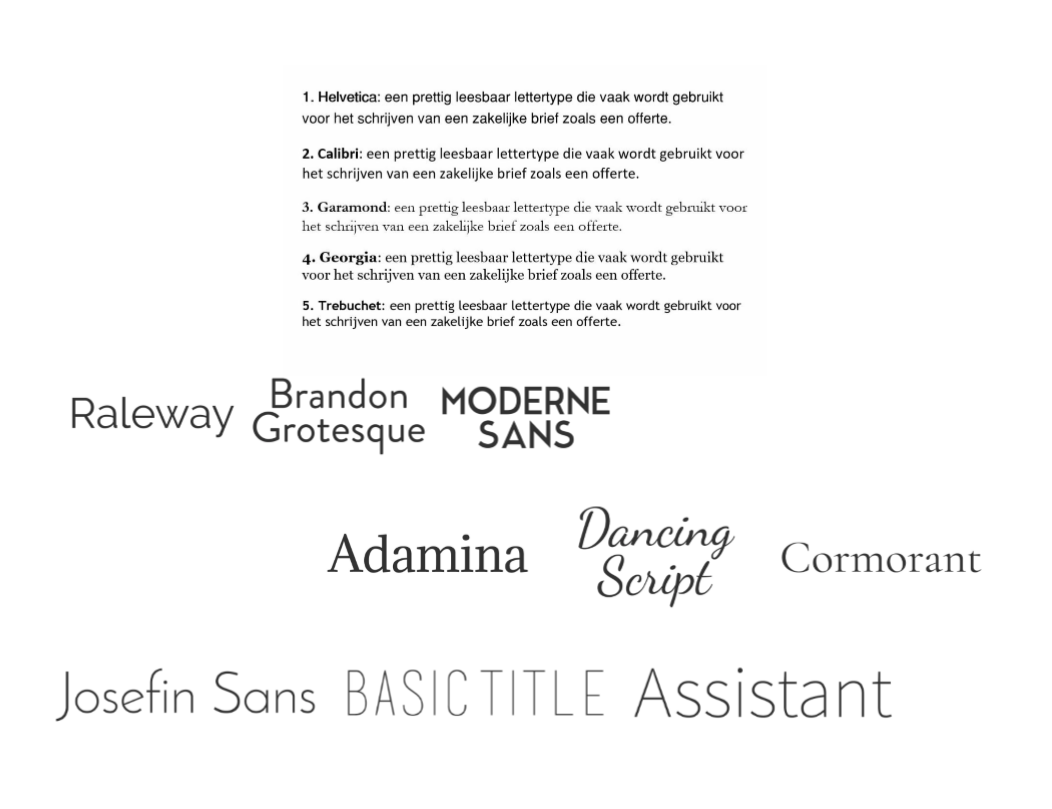 1. Helvetica: een prettig leesbaar lettertype die vaak wordt gebruikt
voor het schrijven van een zakelijke brief zoals een offerte.
2. Calibri: een prettig leesbaar lettertype die vaak wordt gebruikt voor
het schrijven van een zakelijke brief zoals een offerte.
3. Garamond: een prettig leesbaar lettertype die vaak wordt gebruikt voor
het schrijven van een zakelijke brief zoals een offerte.
4. Georgia: een prettig leesbaar lettertype die vaak wordt gebruikt
voor het schrijven van een zakelijke brief zoals een offerte.
5. Trebuchet: een prettig leesbaar lettertype die vaak wordt gebruikt voor
het schrijven van een zakelijke brief zoals een offerte.
Raleway
Brandon
Grotesque
MODERNE
SANS
Adamina
Dancing
Script
Cormorant
Josefin Sans
BASIC TITLE
Assistant